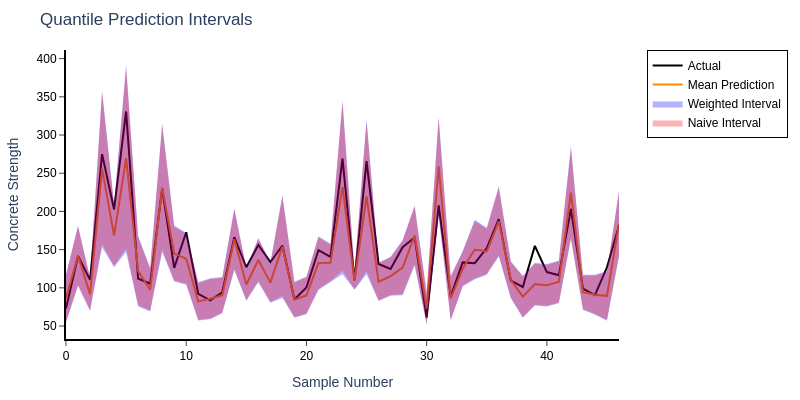 Quantile Prediction Intervals
400
350
300
250
200
150
100
50
Concrete Strength
0
10
20
30
40
Sample Number
Actual
Mean Prediction
Weighted Interval
Naive Interval